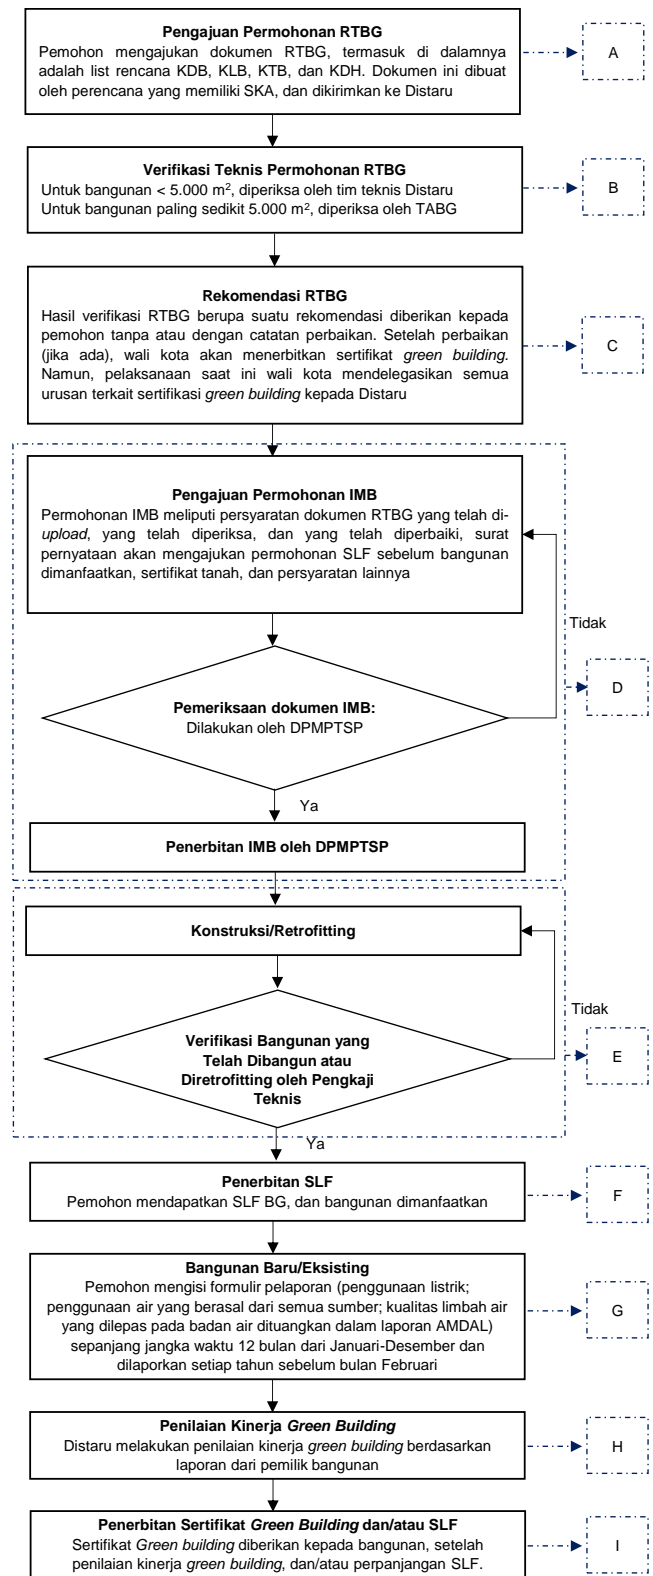 Pengajuan Permohonan RTBG
Pemohon mengajukan dokumen RTBG, termasuk di dalamnya
adalah list rencana KDB, KLB, KTB, dan KDH. Dokumen ini dibuat
oleh perencana yang memiliki SKA, dan dikirimkan ke Distaru
A
Verifikasi Teknis Permohonan RTBG
Untuk bangunan < 5.000 m², diperiksa oleh tim teknis Distaru
Untuk bangunan paling sedikit 5.000 m², diperiksa oleh TABG
B
Rekomendasi RTBG
Hasil verifikasi RTBG berupa suatu rekomendasi diberikan kepada
pemohon tanpa atau dengan catatan perbaikan. Setelah perbaikan
(jika ada), wali kota akan menerbitkan sertifikat green building.
Namun, pelaksanaan saat ini wali kota mendelegasikan semua
urusan terkait sertifikasi green building kepada Distaru
C
Pengajuan Permohonan IMB
Permohonan IMB meliputi persyaratan dokumen RTBG yang telah di-
upload, yang telah diperiksa, dan yang telah diperbaiki, surat
pernyataan akan mengajukan permohonan SLF sebelum bangunan
dimanfaatkan, sertifikat tanah, dan persyaratan lainnya
Tidak
Pemeriksaan dokumen IMB:
Dilakukan oleh DPMPTSP
D
Ya
Penerbitan IMB oleh DPMPTSP
Konstruksi/Retrofitting
Tidak
Verifikasi Bangunan yang
Telah Dibangun atau
Diretrofitting oleh Pengkaji
Teknis
E
Ya
Penerbitan SLF
Pemohon mendapatkan SLF BG, dan bangunan dimanfaatkan
F
Bangunan Baru/Eksisting
Pemohon mengisi formulir pelaporan (penggunaan listrik;
penggunaan air yang berasal dari semua sumber; kualitas limbah air
yang dilepas pada badan air dituangkan dalam laporan AMDAL)
sepanjang jangka waktu 12 bulan dari Januari-Desember dan
dilaporkan setiap tahun sebelum bulan Februari
G
Penilaian Kinerja Green Building
Distaru melakukan penilaian kinerja green building berdasarkan
laporan dari pemilik bangunan
H
Penerbitan Sertifikat Green Building dan/atau SLF
Sertifikat Green building diberikan kepada bangunan, setelah
penilaian kinerja green building, dan/atau perpanjangan SLF.
I